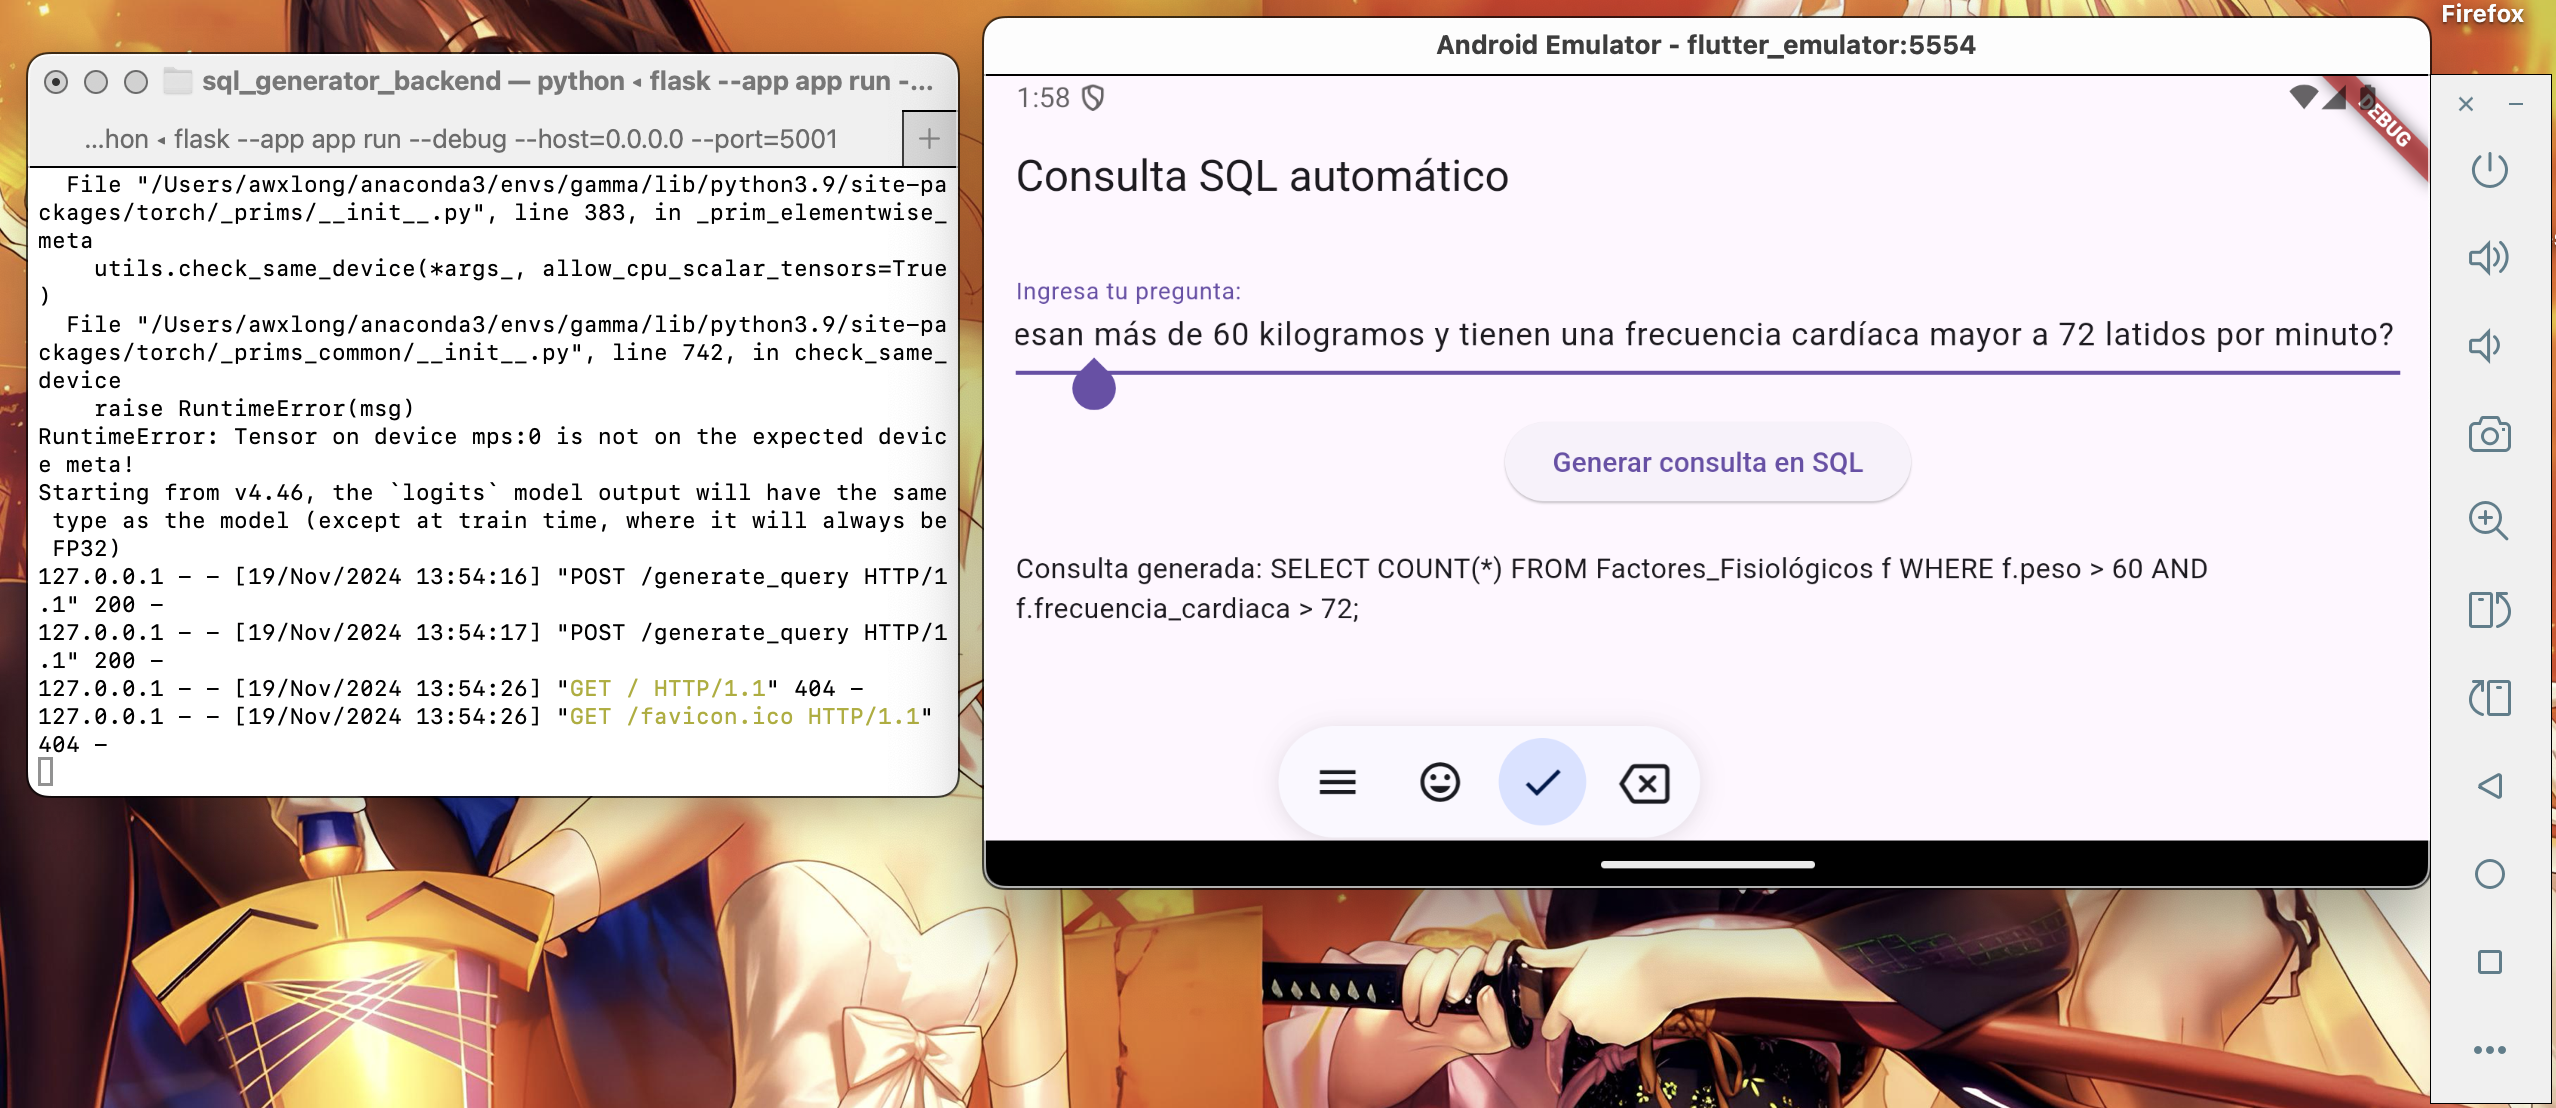 Firefox
sql_generator_backend — python ◂ flask --app app run -...
...hon ◂ flask --app app run --debug --host=0.0.0.0 --port=5001
+
File "/Users/awxlong/anaconda3/envs/gamma/lib/python3.9/site-pa
ckages/torch/_prims/__init__.py", line 383, in _prim_elementwise_
meta
utils.check_same_device(*args_, allow_cpu_scalar_tensors=True
)
File "/Users/awxlong/anaconda3/envs/gamma/lib/python3.9/site-pa
ckages/torch/_prims_common/__init__.py", line 742, in check_same_
device
raise RuntimeError(msg)
RuntimeError: Tensor on device mps:0 is not on the expected devic
e meta!
Starting from v4.46, the `logits` model output will have the same
type as the model (except at train time, where it will always be
FP32)
127.0.0.1 - - [19/Nov/2024 13:54:16] "POST /generate_query HTTP/1
.1" 200 -
127.0.0.1 - - [19/Nov/2024 13:54:17] "POST /generate_query HTTP/1
.1" 200 -
127.0.0.1 - - [19/Nov/2024 13:54:26] "GET / HTTP/1.1" 404 -
127.0.0.1 - - [19/Nov/2024 13:54:26] "GET /favicon.ico HTTP/1.1"
404 -
Android Emulator - flutter_emulator:5554
1:58
DEBUG
Consulta SQL automático
Ingresa tu pregunta:
esan más de 60 kilogramos y tienen una frecuencia cardíaca mayor a 72 latidos por minuto?
Generar consulta en SQL
Consulta generada: SELECT COUNT(*) FROM Factores_Fisiológicos f WHERE f.peso > 60 AND
f.frecuencia_cardiaca > 72;